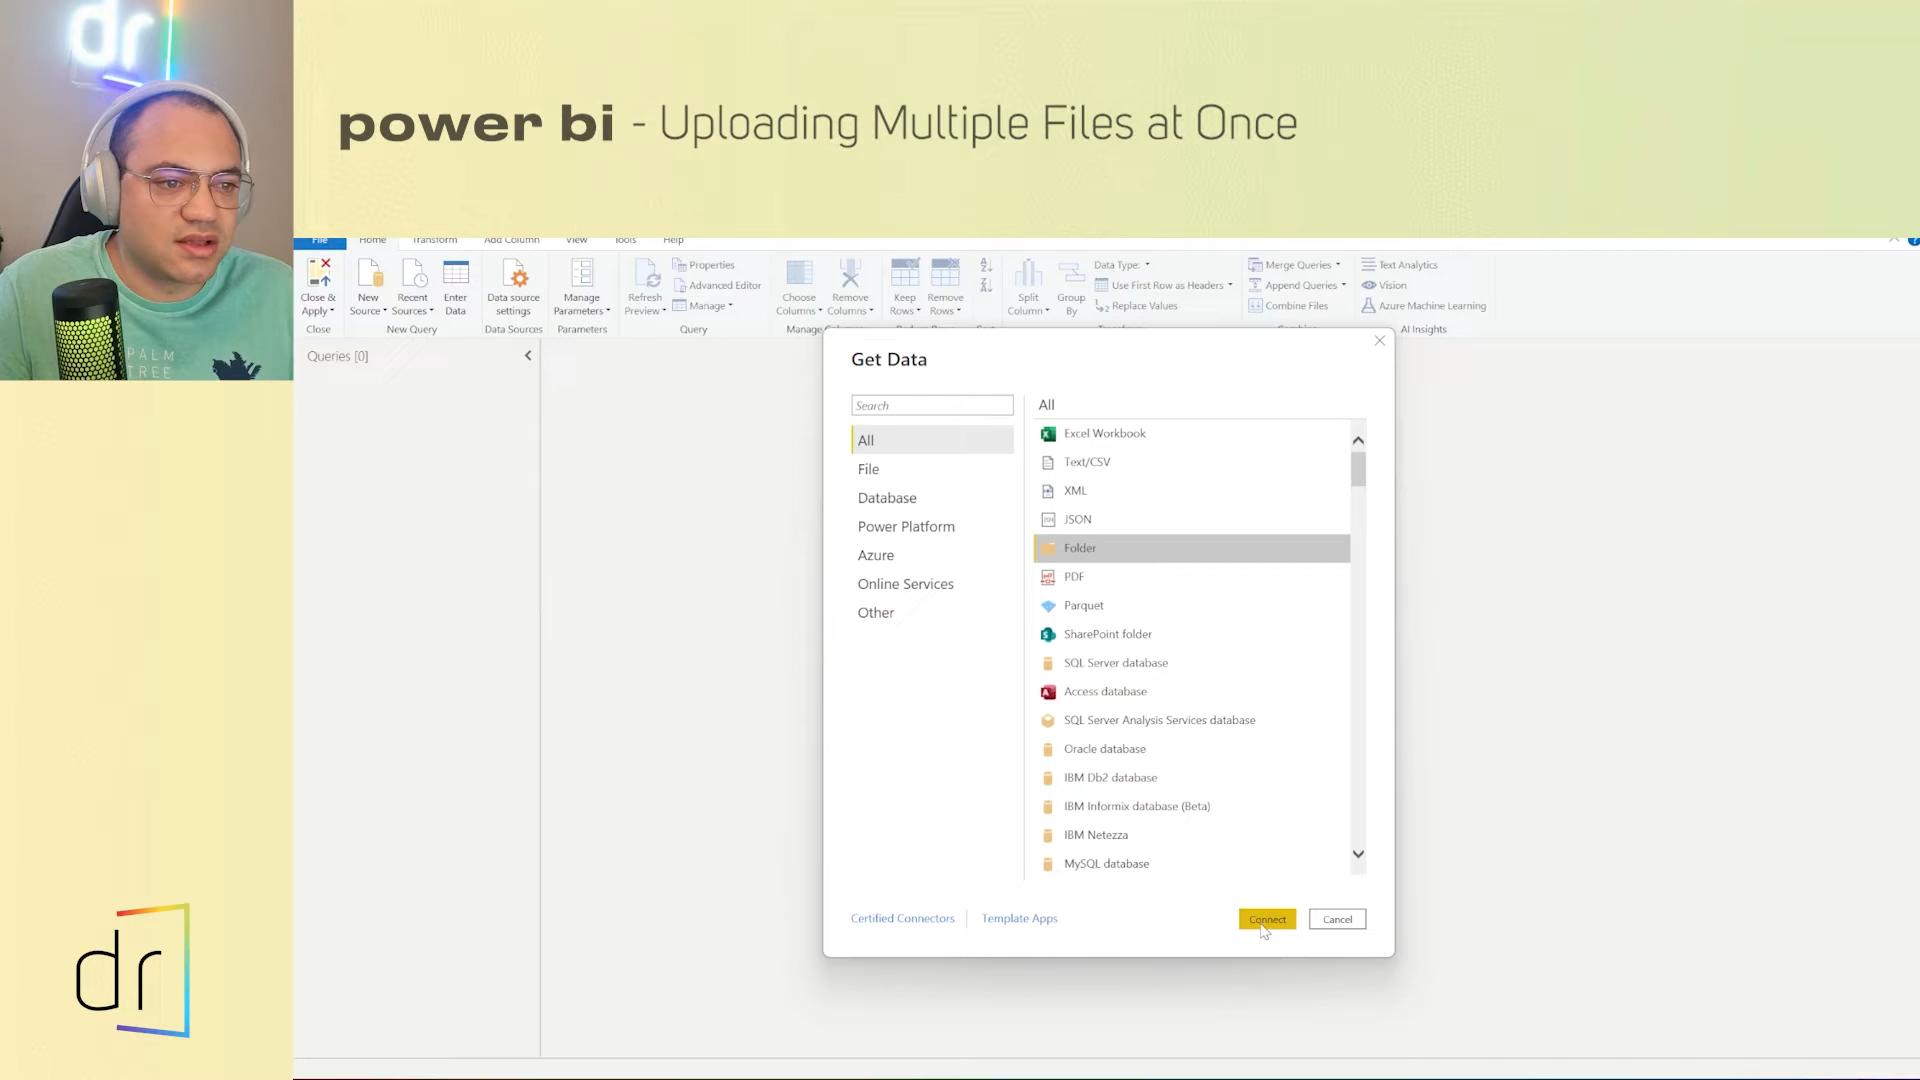 dr
power bi - Uploading Multiple Files at Once
PALM
TREE
File Home Transform Add Column View Tools Help
Close &
Apply
Close
New
Source
Recent
Sources
Enter
Data
New Query
Data source
settings
Data Sources
Manage
Parameters
Parameters
Refresh
Preview
Properties
Advanced Editor
Manage
Query
Choose
Columns
Remove
Columns
Keep
Rows
Remove
Rows
Split
Column
Group
By
Data Type:
Use First Row as Headers
Replace Values
Merge Queries
Append Queries
Combine Files
Text Analytics
Vision
Azure Machine Learning
AI Insights
Queries [0]
Get Data
Search
All
File
Database
Power Platform
Azure
Online Services
Other
All
Excel Workbook
Text/CSV
XML
JSON
Folder
PDF
Parquet
SharePoint folder
SQL Server database
Access database
SQL Server Analysis Services database
Oracle database
IBM Db2 database
IBM Informix database (Beta)
IBM Netezza
MySQL database
Certified Connectors
Template Apps
Connect
Cancel
dr